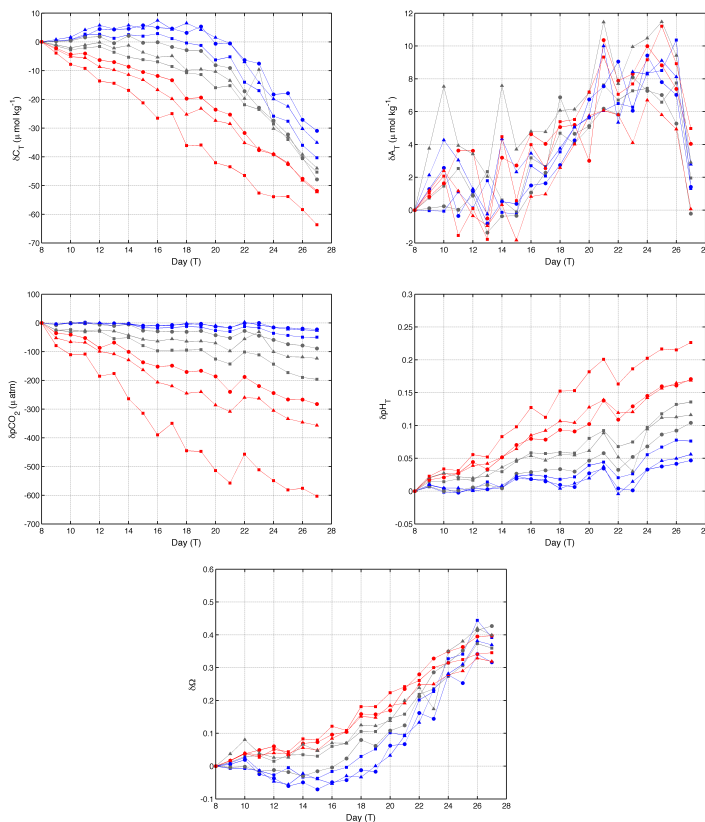 10
0
-10
-20
-30
-40
-50
-60
-70
δC_T (μ mol kg⁻¹)
8 10 12 14 16 18 20 22 24 26 28
Day (T)
12
10
8
6
4
2
0
-2
δA_T (μ mol kg⁻¹)
8 10 12 14 16 18 20 22 24 26 28
Day (T)
100
0
-100
-200
-300
-400
-500
-600
-700
δpCO₂ (μ atm)
8 10 12 14 16 18 20 22 24 26 28
Day (T)
0.3
0.25
0.2
0.15
0.1
0.05
0
-0.05
δpH_T
8 10 12 14 16 18 20 22 24 26 28
Day (T)
0.6
0.5
0.4
0.3
0.2
0.1
0
-0.1
δΩ
8 10 12 14 16 18 20 22 24 26 28
Day (T)